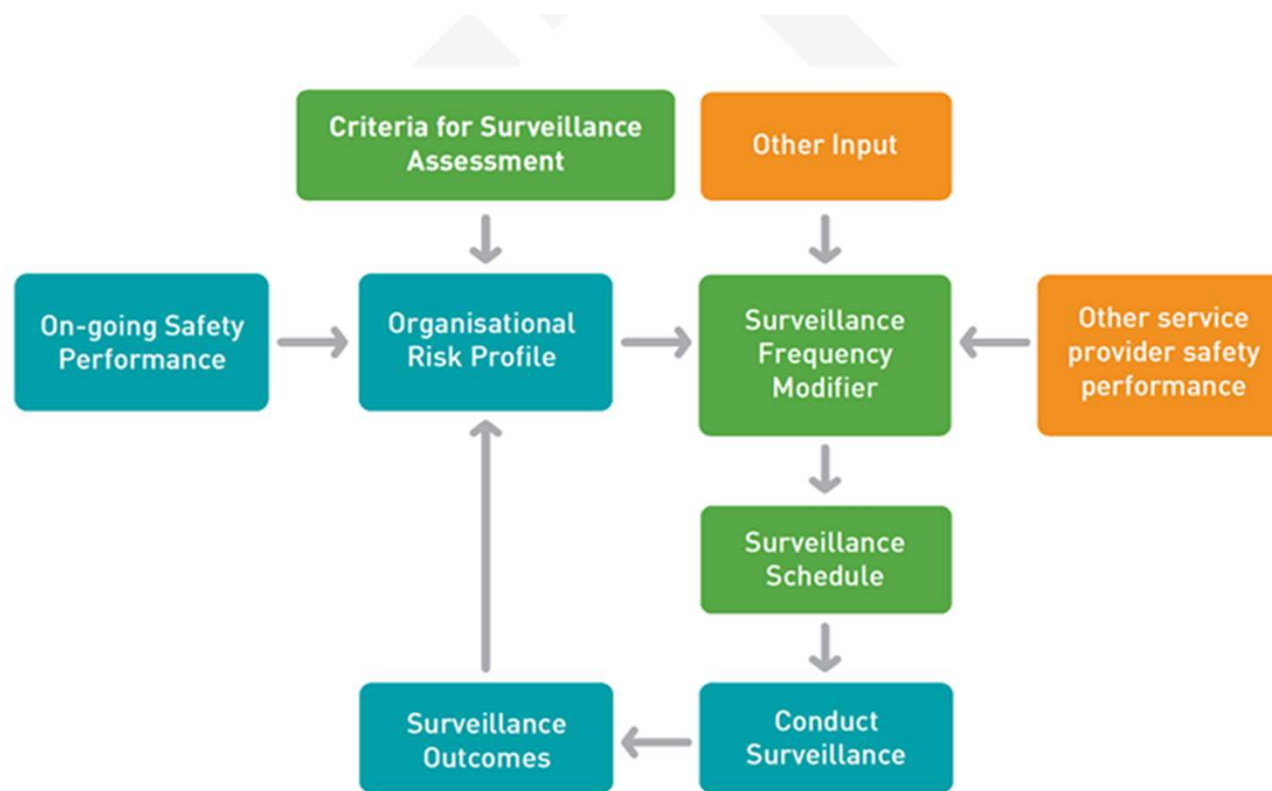 Criteria for Surveillance
Assessment
Other Input
On-going Safety
Performance
Organisational
Risk Profile
Surveillance
Frequency
Modifier
Other service
provider safety
performance
Surveillance
Schedule
Surveillance
Outcomes
Conduct
Surveillance